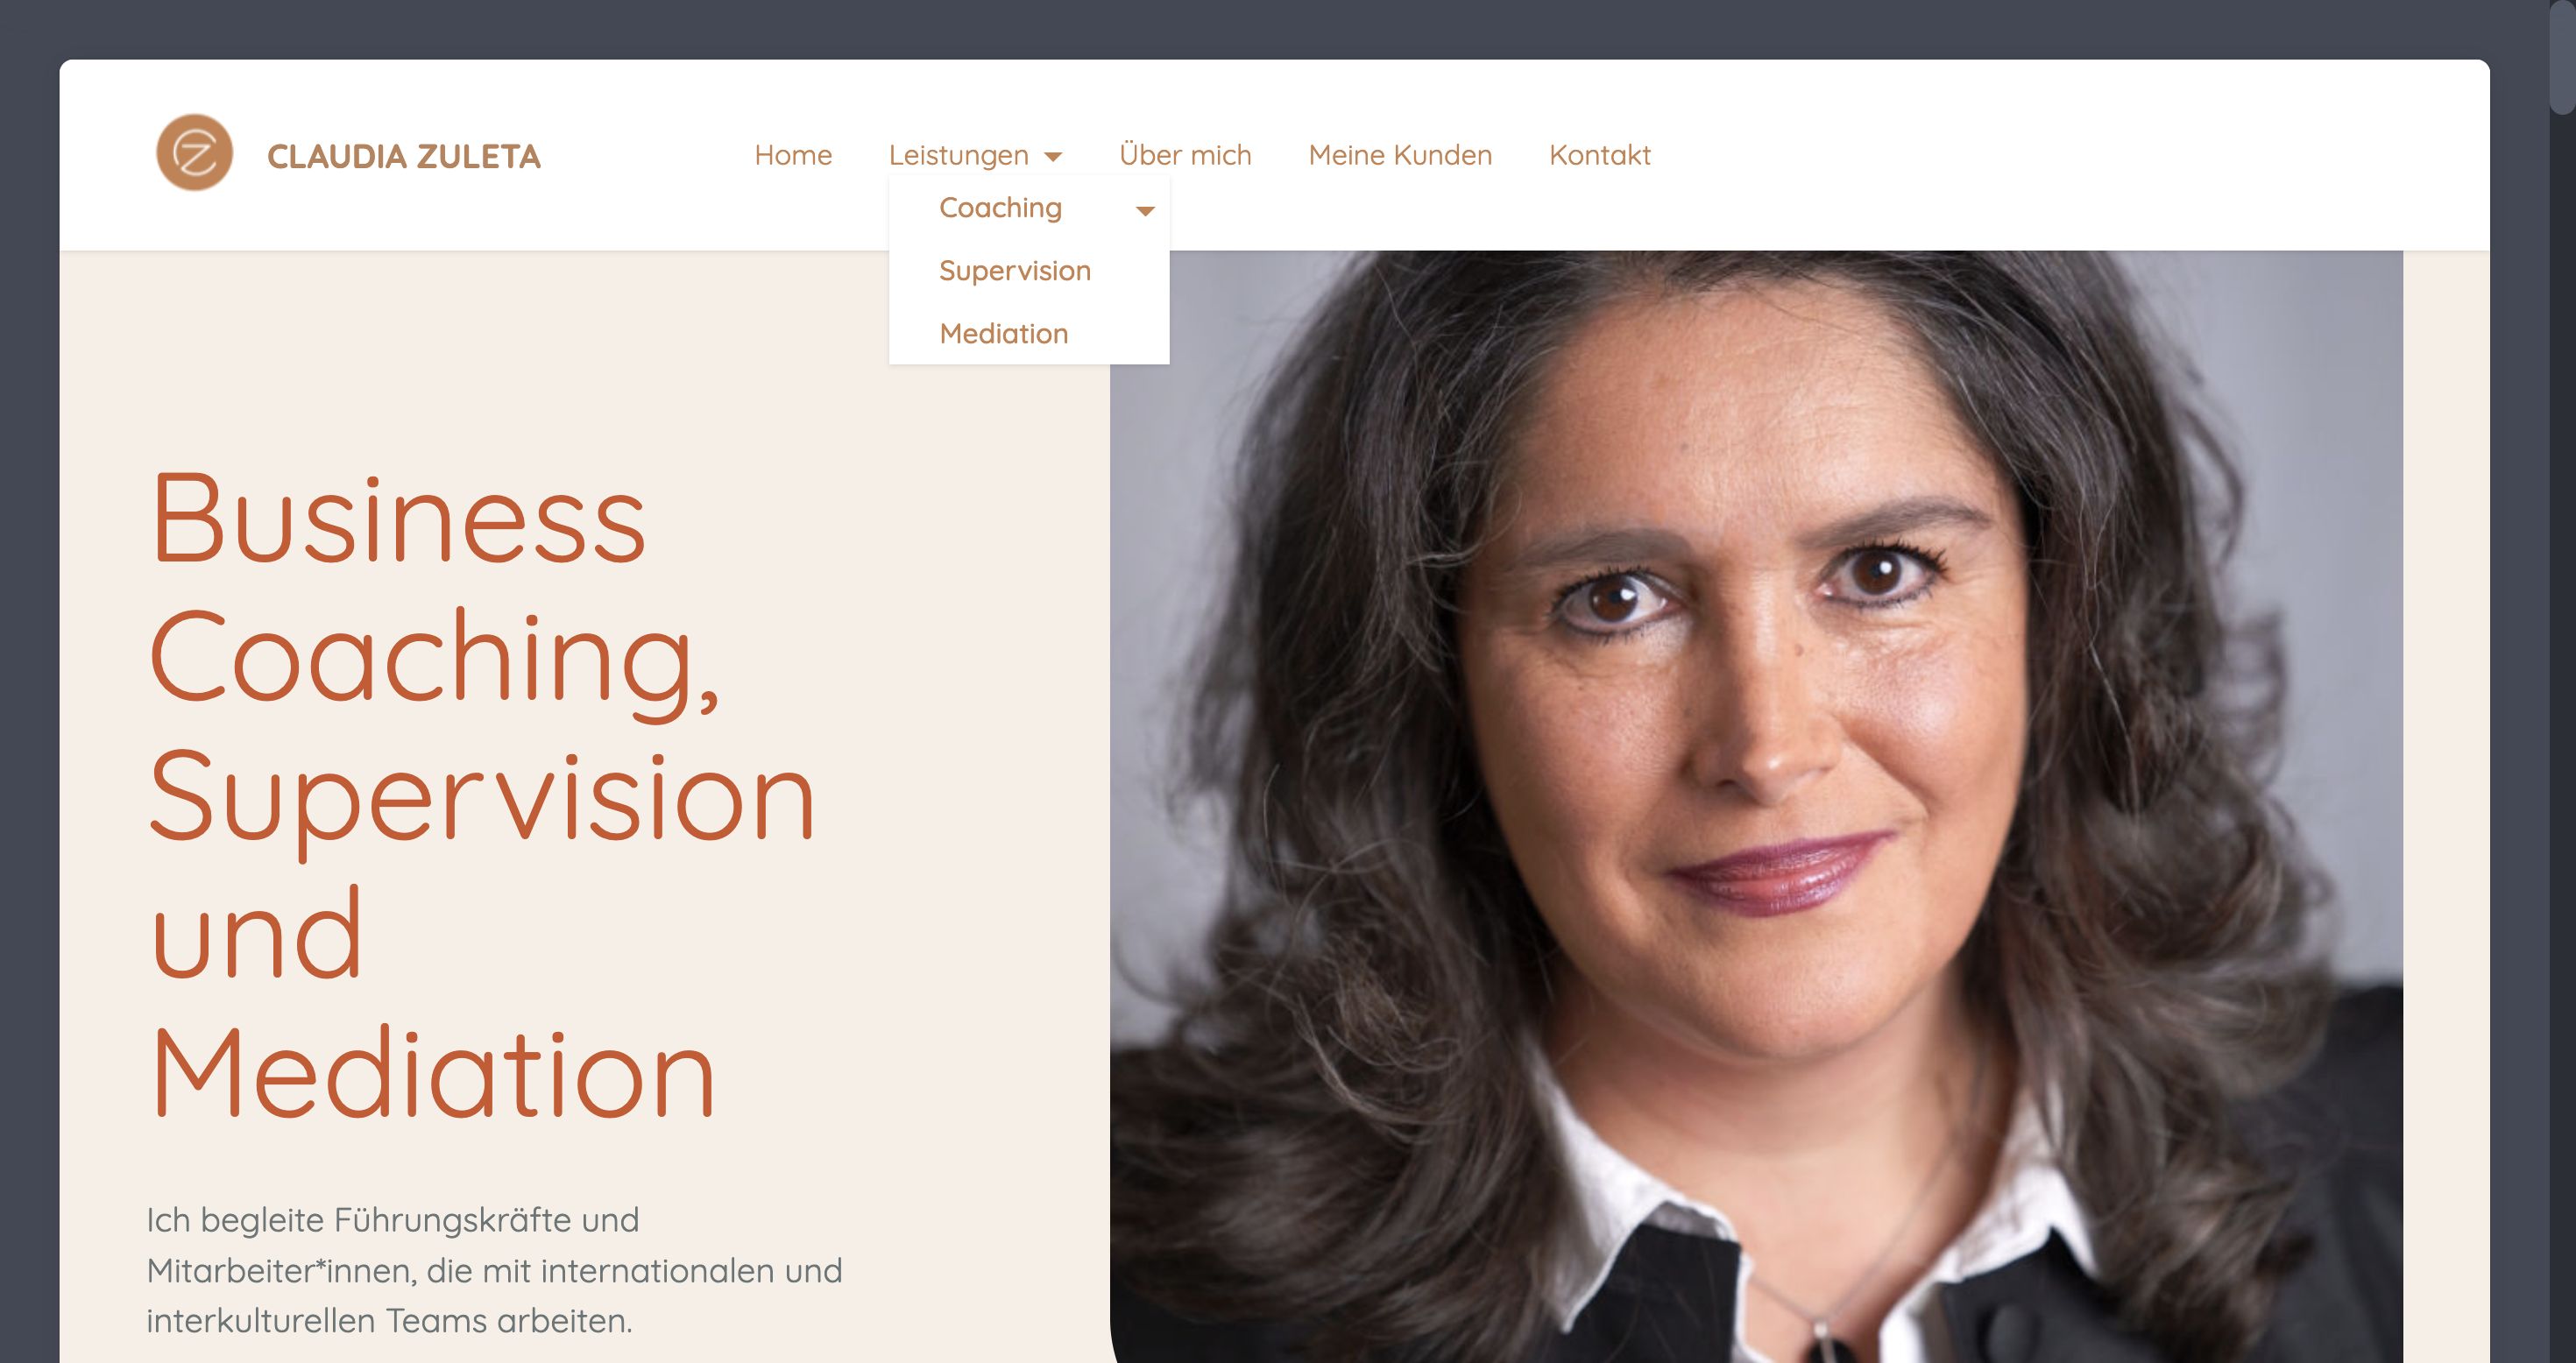 CLAUDIA ZULETA
Home
Leistungen
Über mich
Meine Kunden
Kontakt
Coaching
Supervision
Mediation
Business
Coaching,
Supervision
und
Mediation
Ich begleite Führungskräfte und
Mitarbeiter*innen, die mit internationalen und
interkulturellen Teams arbeiten.